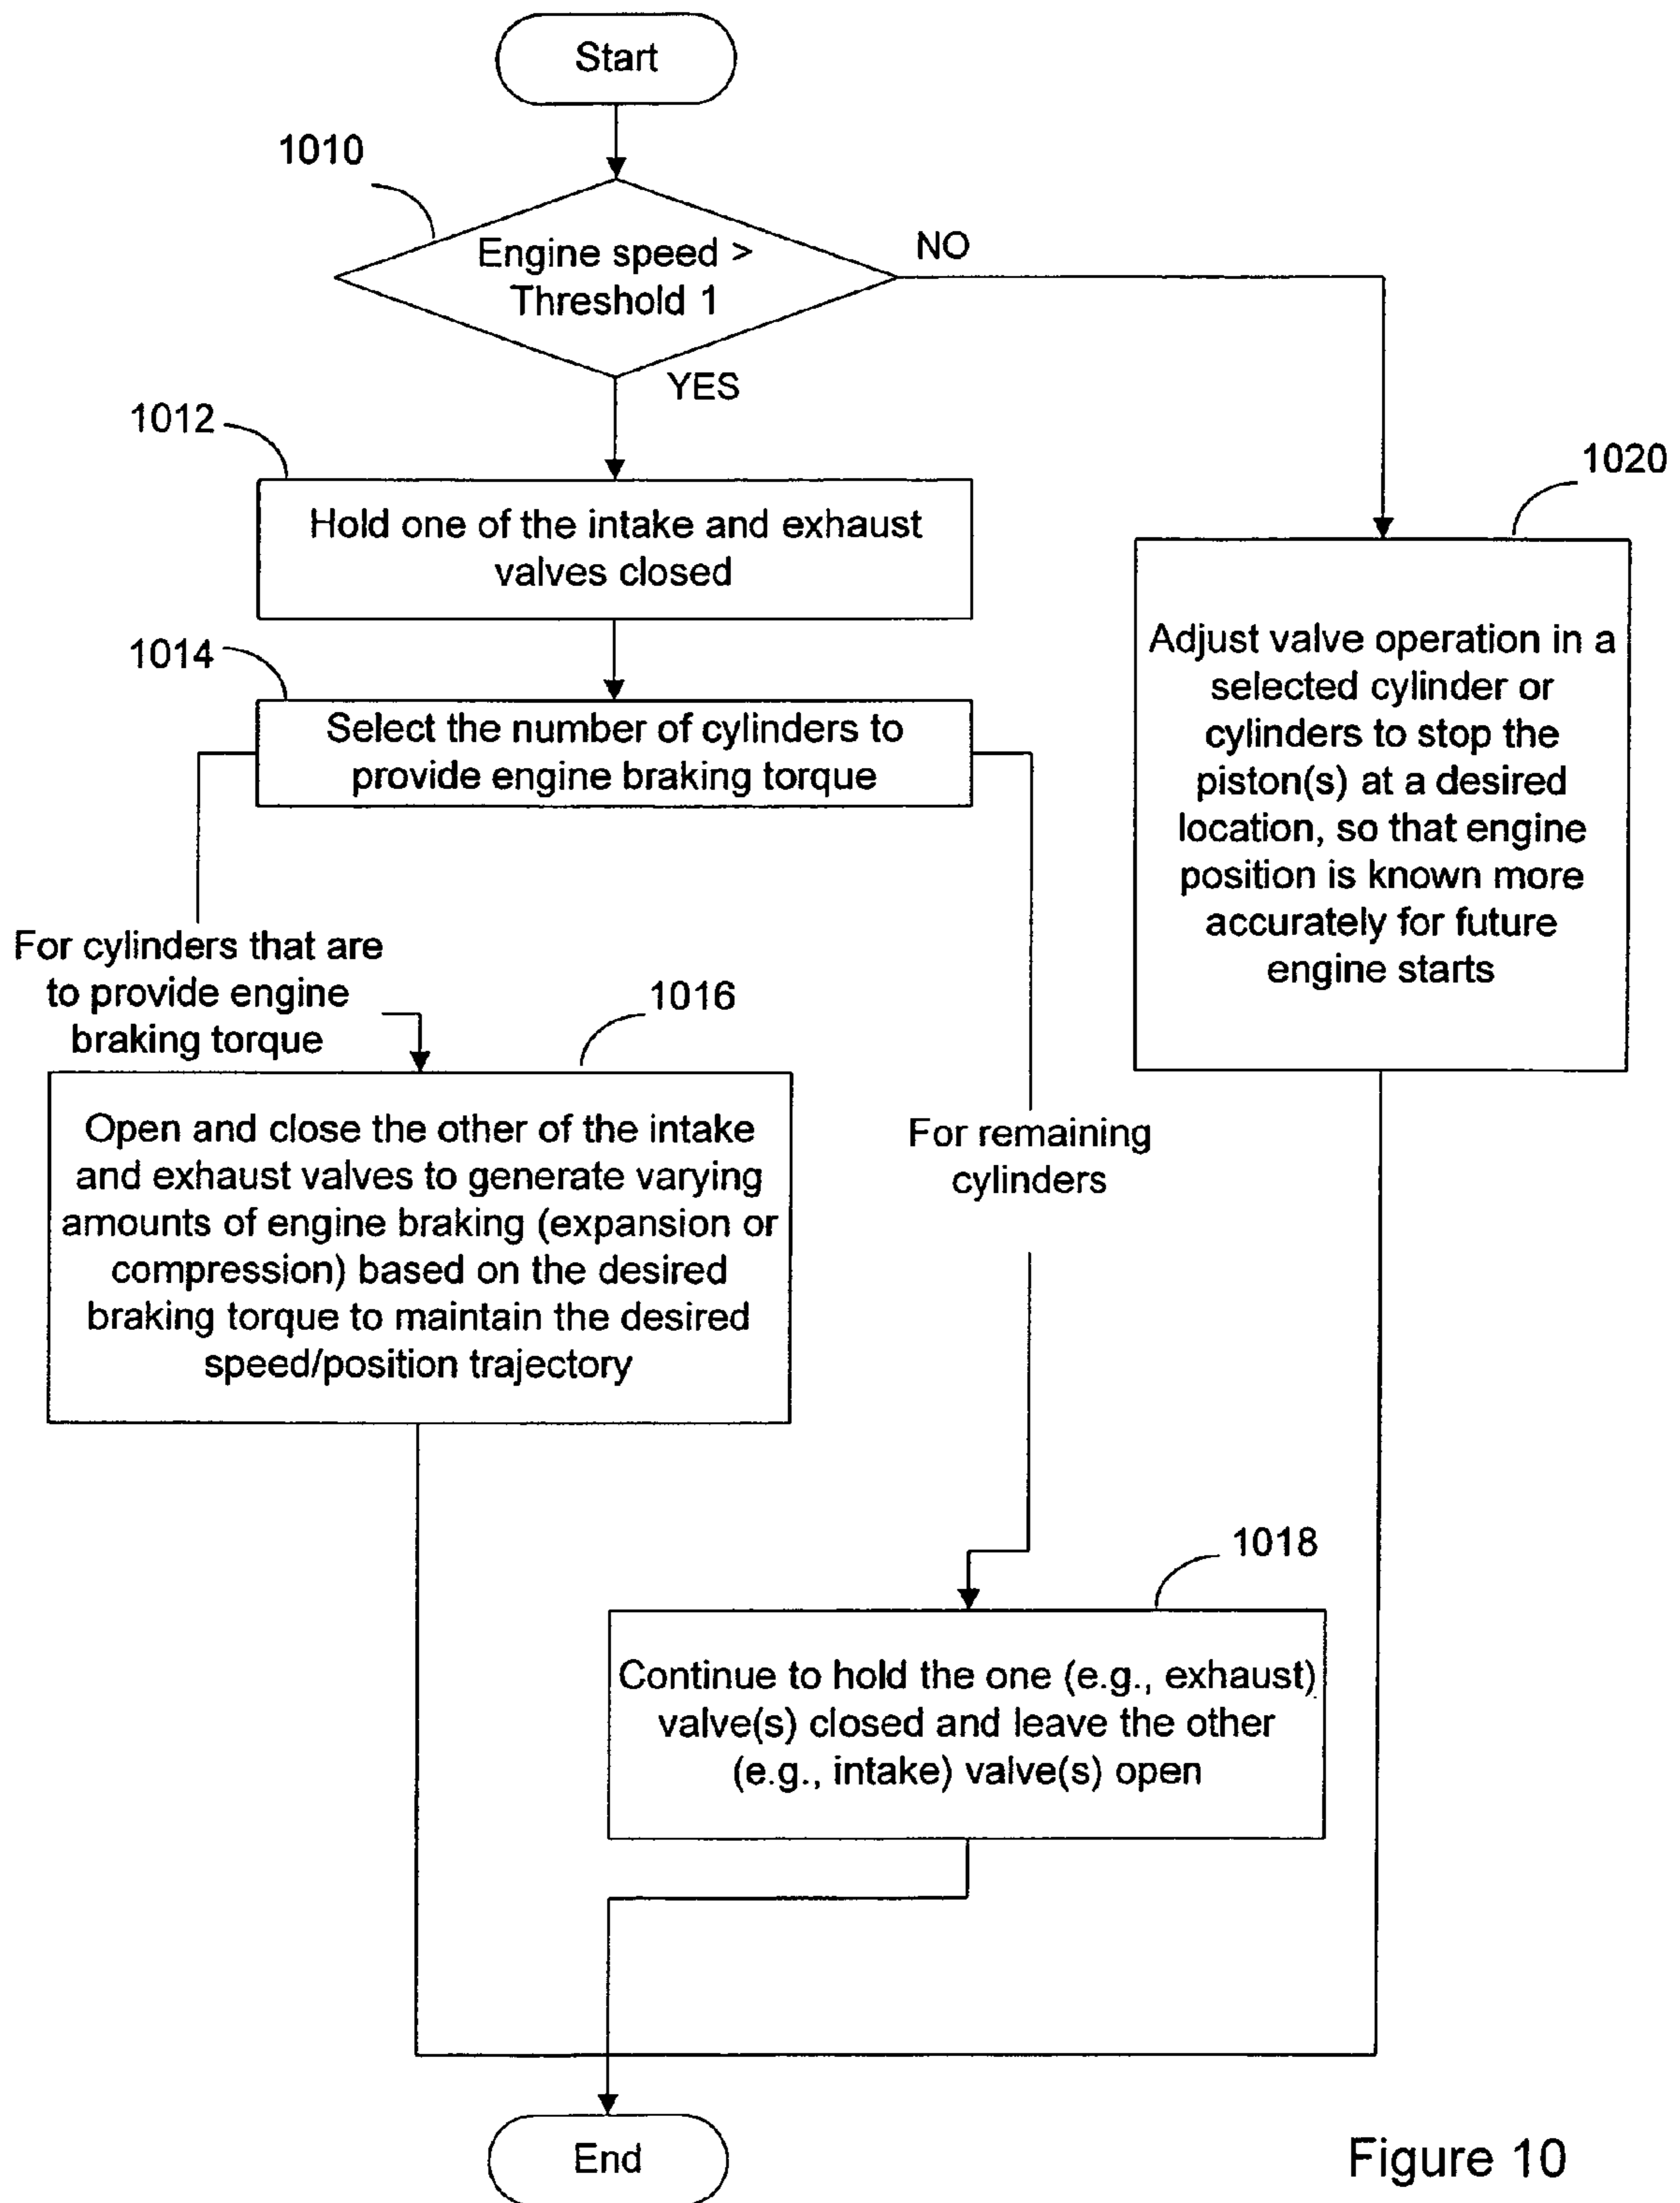 Start
1010
Engine speed >
Threshold 1
NO
YES
1012
Hold one of the intake and exhaust
valves closed
1014
Select the number of cylinders to
provide engine braking torque
1020
Adjust valve operation in a
selected cylinder or
cylinders to stop the
piston(s) at a desired
location, so that engine
position is known more
accurately for future
engine starts
For cylinders that are
to provide engine
braking torque
1016
Open and close the other of the intake
and exhaust valves to generate varying
amounts of engine braking (expansion or
compression) based on the desired
braking torque to maintain the desired
speed/position trajectory
For remaining
cylinders
1018
Continue to hold the one (e.g., exhaust)
valve(s) closed and leave the other
(e.g., intake) valve(s) open
End
Figure 10